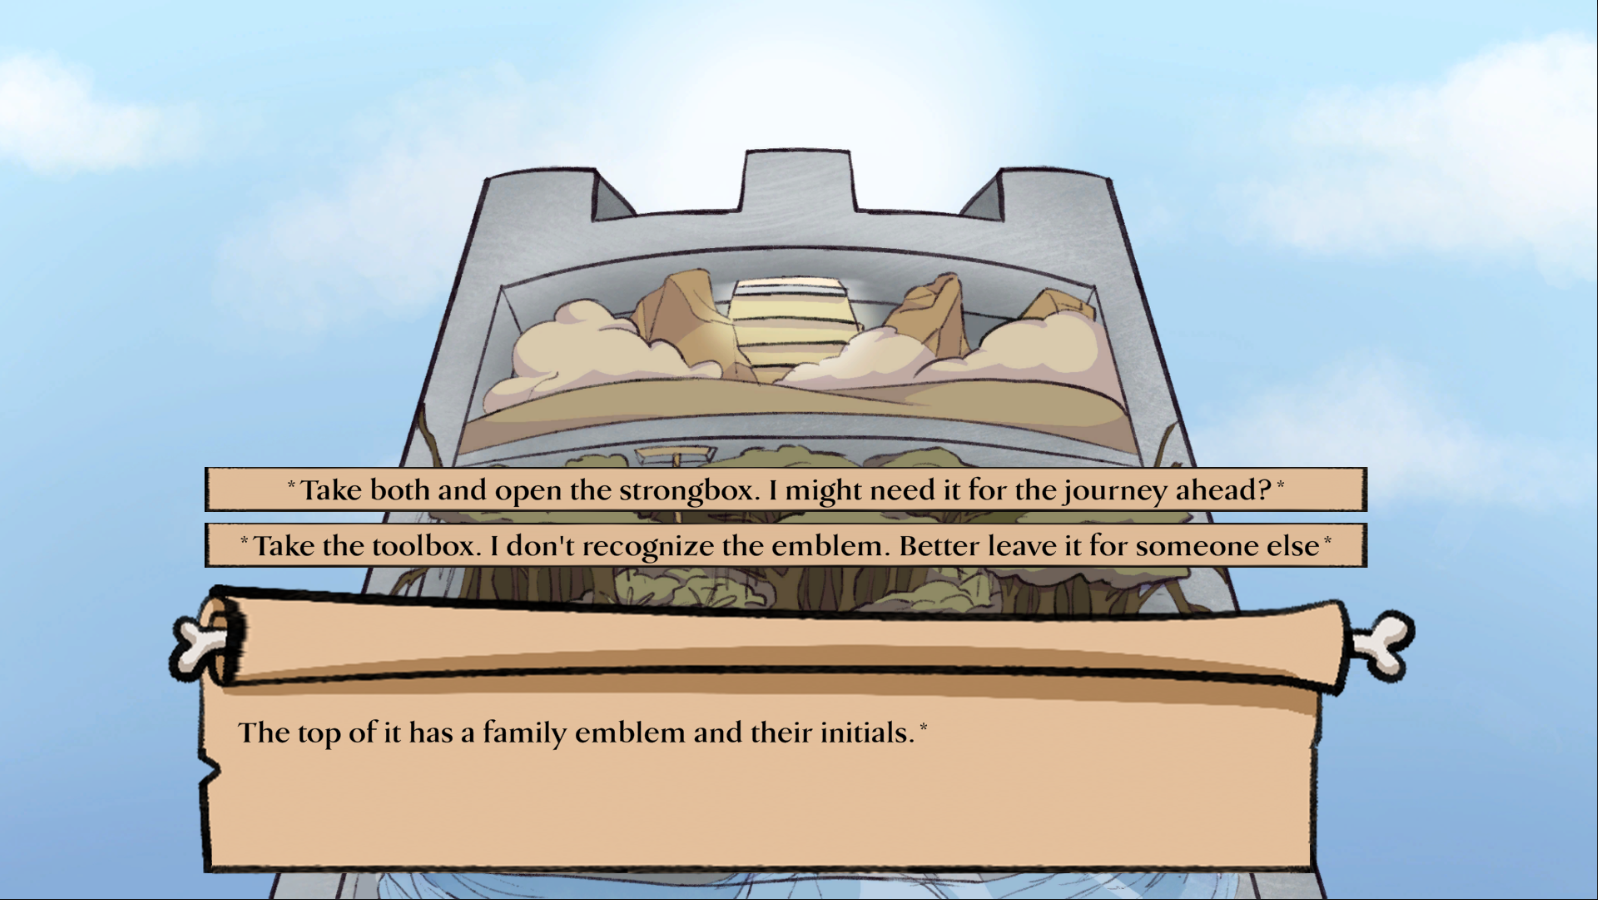 *Take both and open the strongbox. I might need it for the journey ahead?*
*Take the toolbox. I don't recognize the emblem. Better leave it for someone else*
The top of it has a family emblem and their initials.*